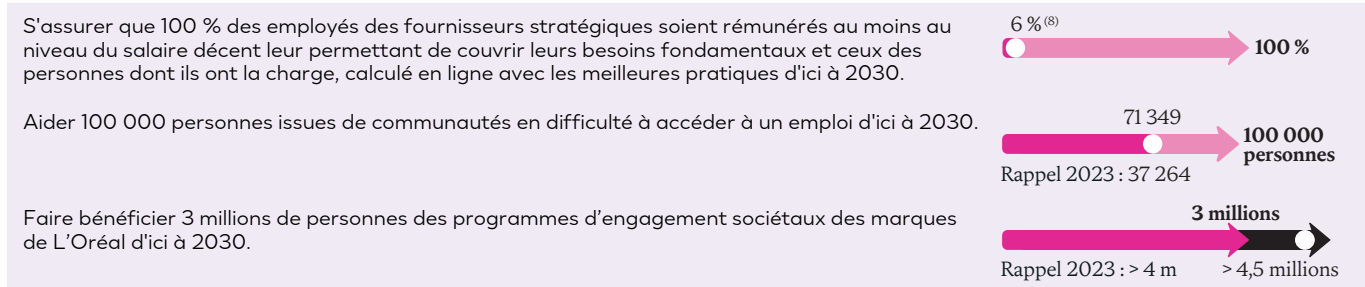 S'assurer que 100 % des employés des fournisseurs stratégiques soient rémunérés au moins au
niveau du salaire décent leur permettant de couvrir leurs besoins fondamentaux et ceux des
personnes dont ils ont la charge, calculé en ligne avec les meilleures pratiques d'ici à 2030.
6 %(8)
100 %
Aider 100 000 personnes issues de communautés en difficulté à accéder à un emploi d'ici à 2030.
71 349
100 000
personnes
Rappel 2023 : 37 264
Faire bénéficier 3 millions de personnes des programmes d’engagement sociétaux des marques
de L’Oréal d'ici à 2030.
3 millions
Rappel 2023 : > 4 m
> 4,5 millions